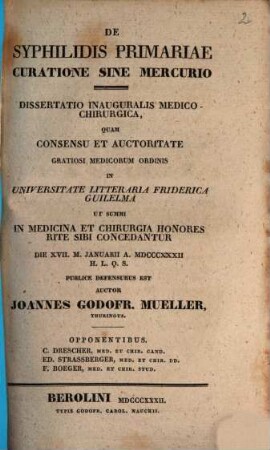 2.
DE
SYPHILIDIS PRIMARIAE
CURATIONE SINE MERCURIO
DISSERTATIO INAUGURALIS MEDICO-
CHIRURGICA,
QUAM
CONSENSU ET AUCTORITATE
GRATIOSI MEDICORUM ORDINIS
IN
UNIVERSITATE LITTERARIA FRIDERICA
GUILELMA
UT SUMMI
IN MEDICINA ET CHIRURGIA HONORES
RITE SIBI CONCEDANTUR
DIE XVII. M. JANUARII A. MDCCCXXXII
H. L. Q. S.
PUBLICE DEFENSURUS EST
AUCTOR
JOANNES GODOFR. MUELLER,
THURINGUS.
OPPONENTIBUS.
C. DRESCHER, MED. ET CHIR. CAND.
ED. STRASSBERGER, MED. ET CHIR. DD.
F. BOEGER, MED. ET CHIR. STUD.
BEROLINI MDCCCXXXII.
TYPIS GODOFR. CAROL. NAUCKII.